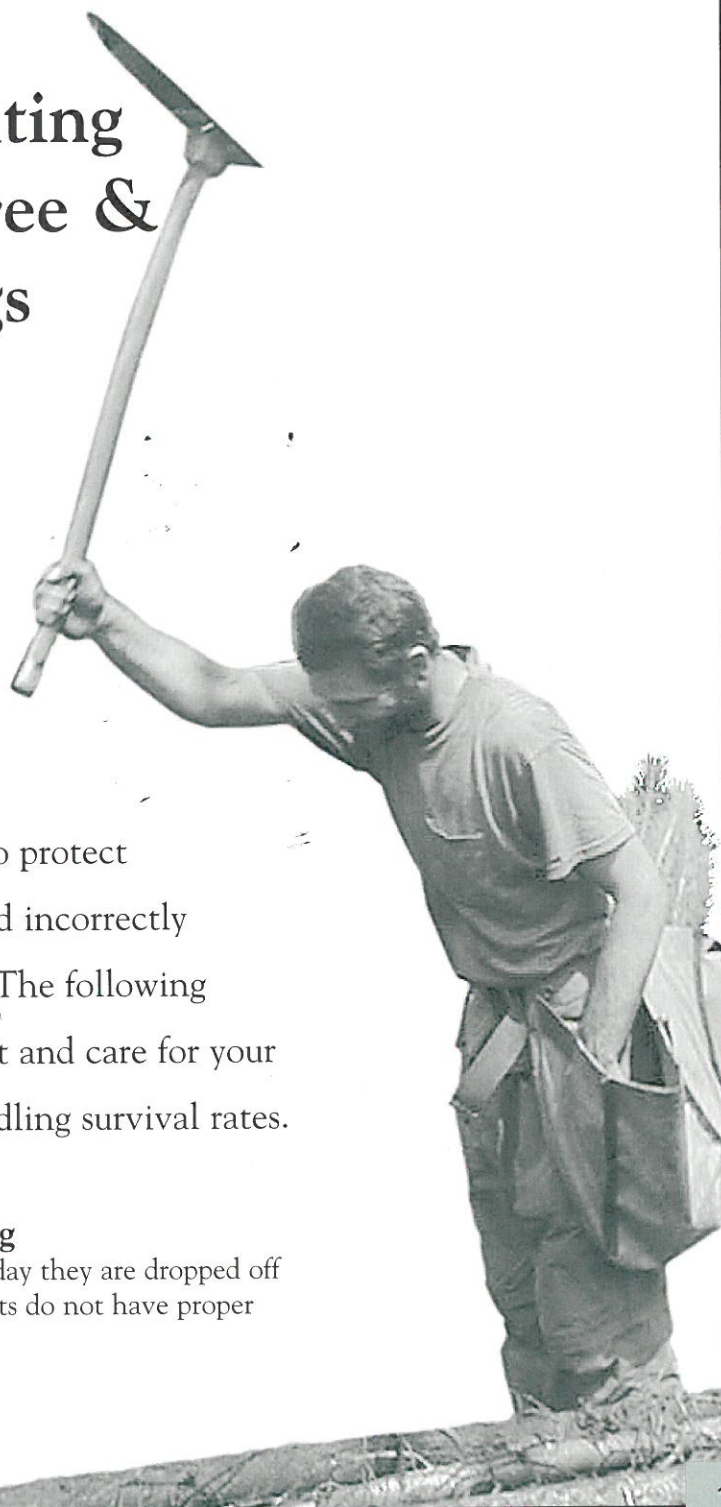 ting
ee &
gs
o protect
d incorrectly
The following
t and care for your
dling survival rates.
g
day they are dropped off
ts do not have proper